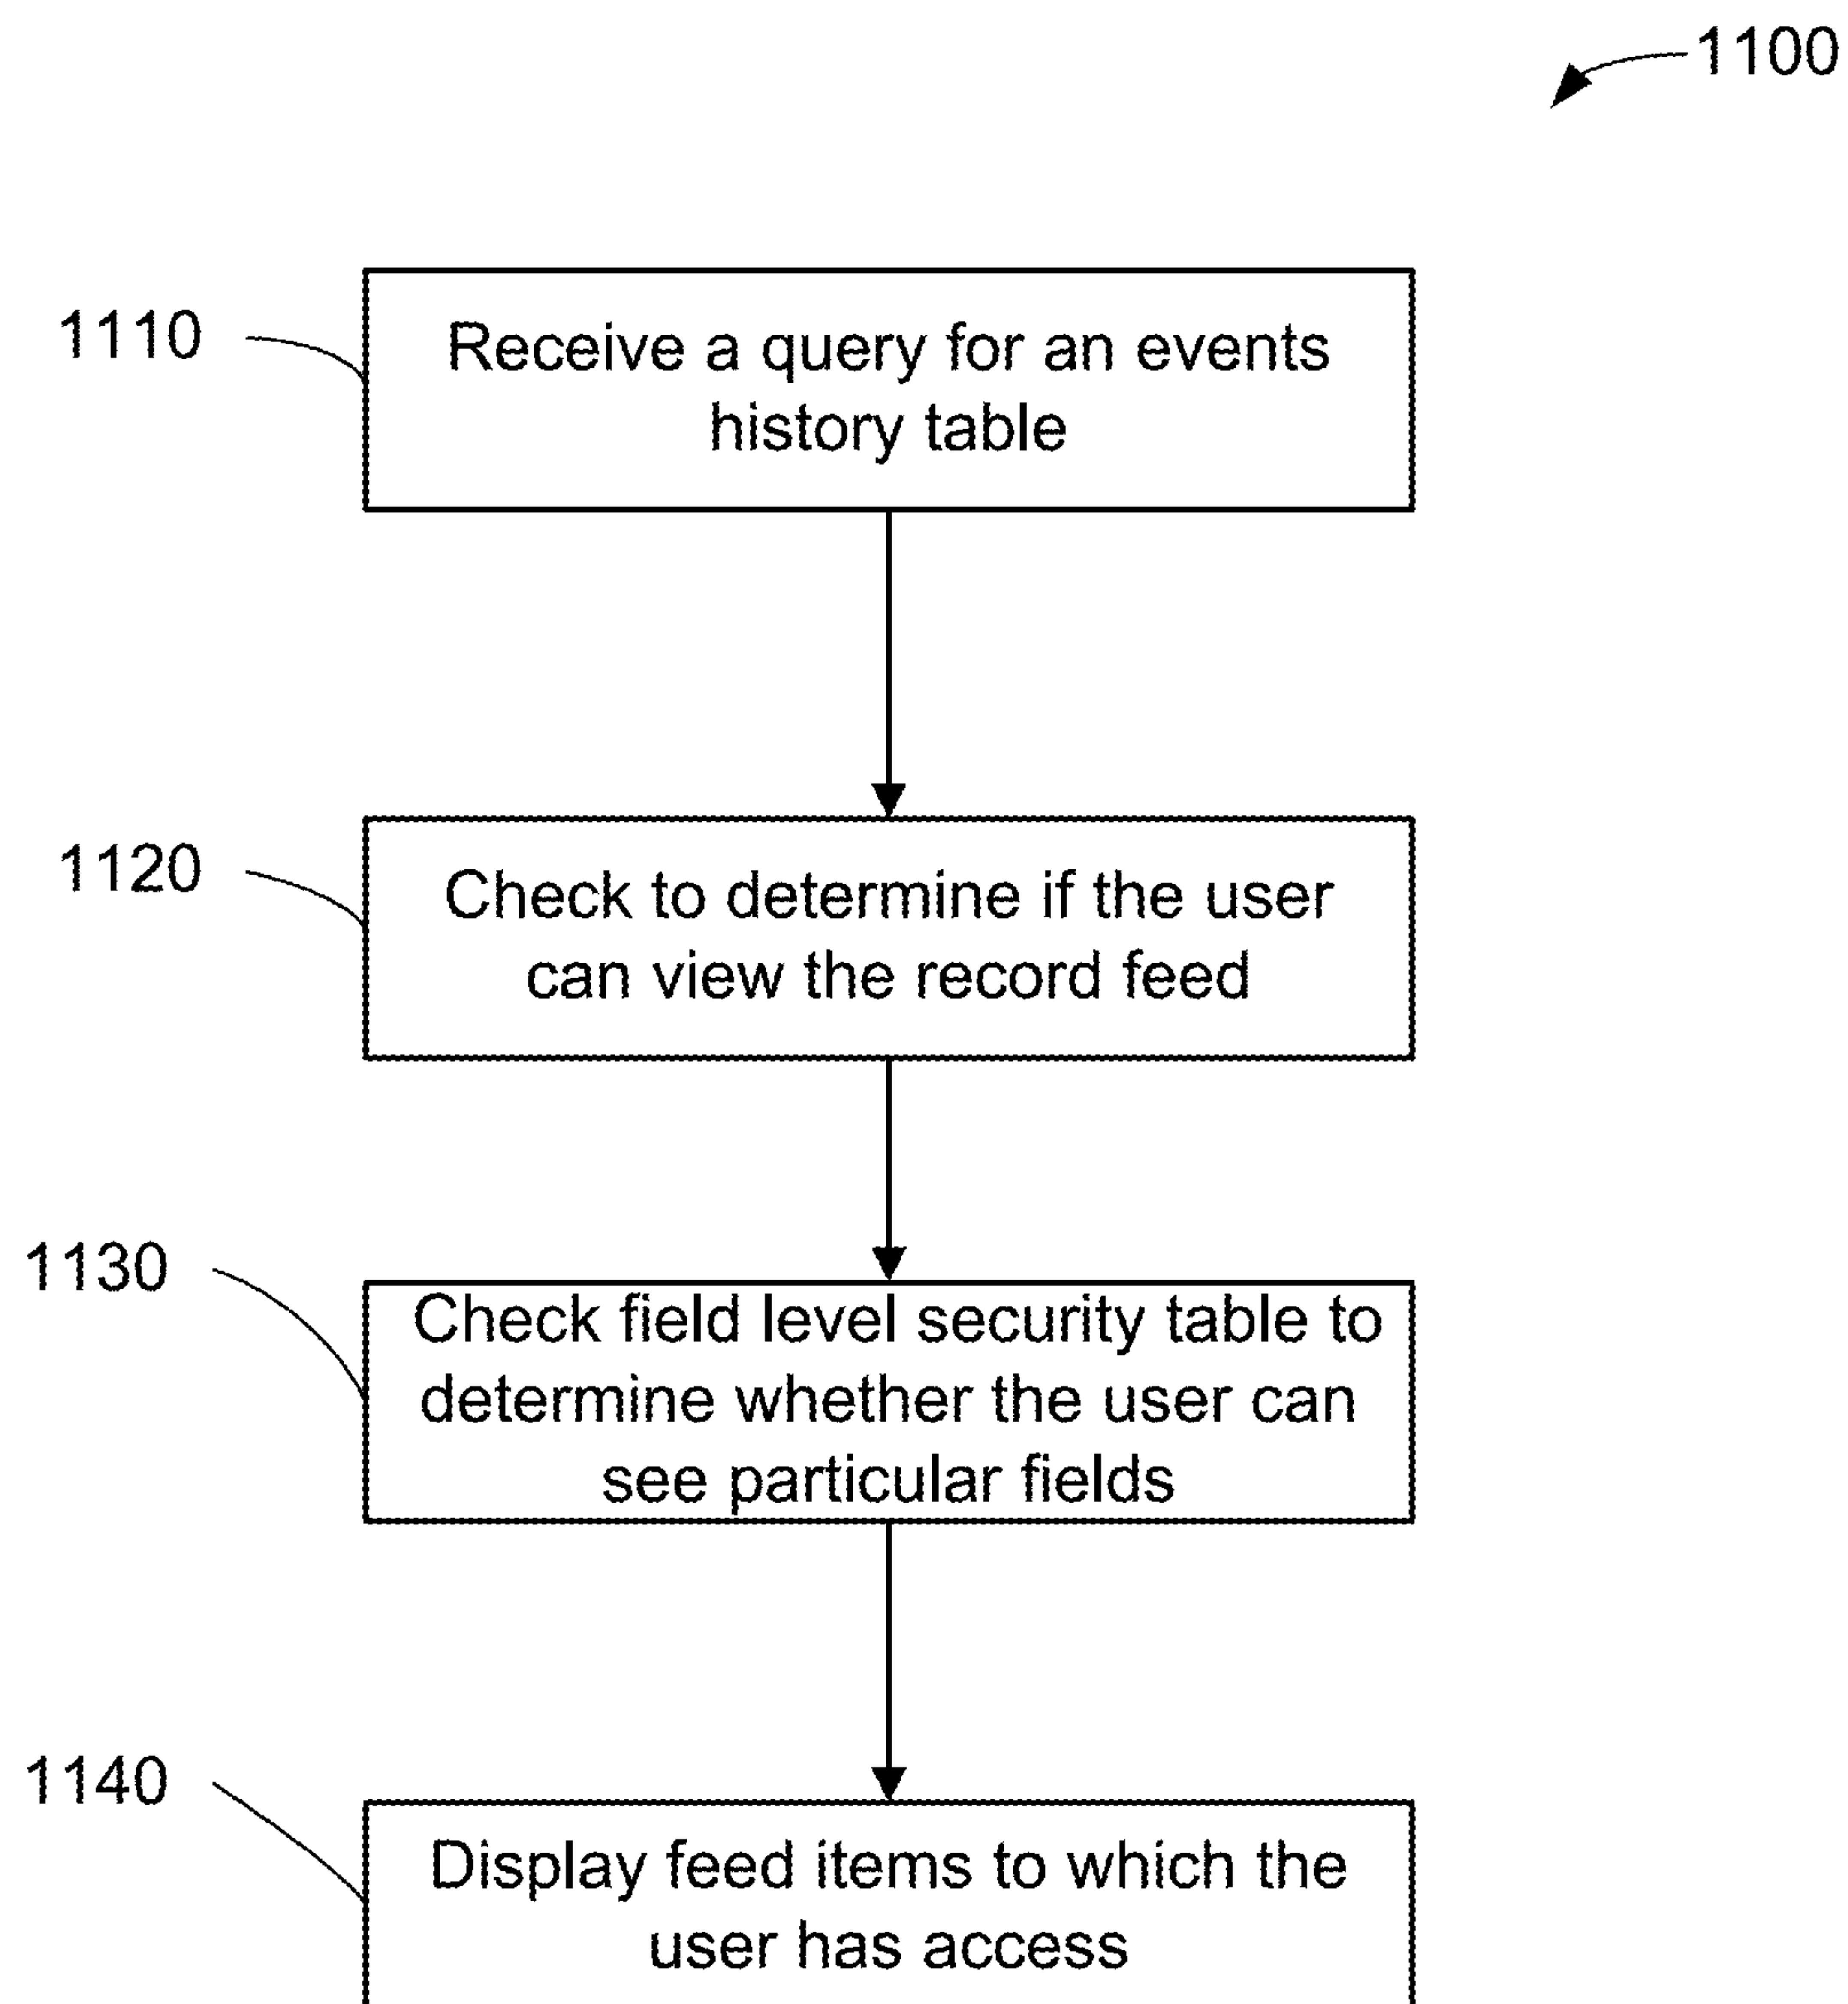 1100
1110
Receive a query for an events
history table
1120
Check to determine if the user
can view the record feed
1130
Check field level security table to
determine whether the user can
see particular fields
1140
Display feed items to which the
user has access